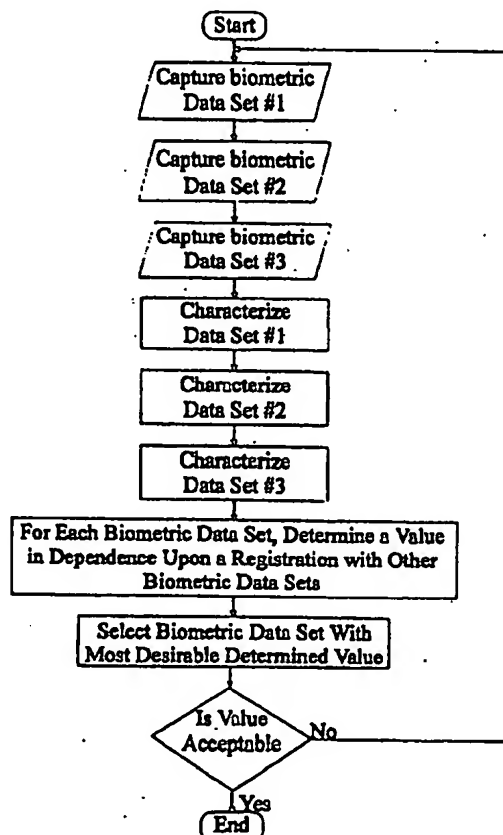 Start
Capture biometric
Data Set #1
Capture biometric
Data Set #2
Capture biometric
Data Set #3
Characterize
Data Set #1
Characterize
Data Set #2
Characterize
Data Set #3
For Each Biometric Data Set, Determine a Value
in Dependence Upon a Registration with Other
Biometric Data Sets
Select Biometric Data Set With
Most Desirable Determined Value
Is Value
Acceptable
No
Yes
End